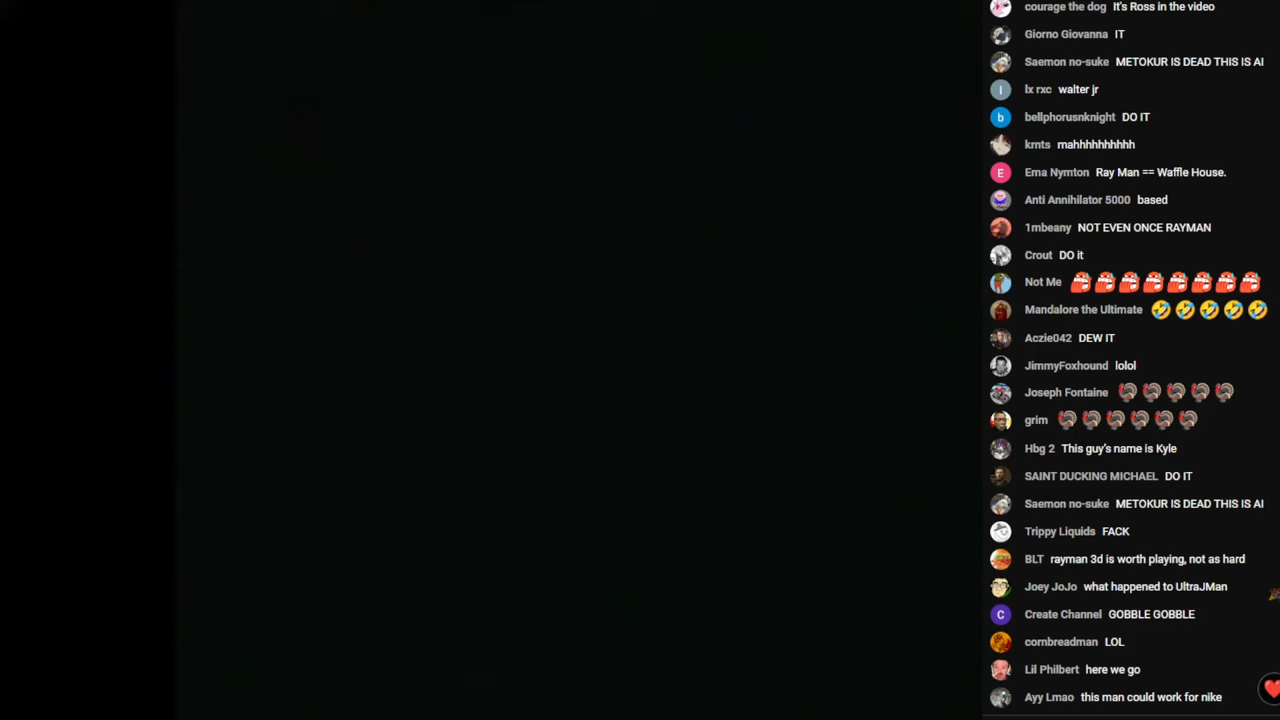 courage the dog It's Ross in the video
Giorno Giovanna IT
Saemon no-suke METOKUR IS DEAD THIS IS AI
I lx rxc walter jr
b bellphorusnknight DO IT
krnts mahhhhhhhhhh
E Ema Nymton Ray Man == Waffle House.
Anti Annihilator 5000 based
1mbeany NOT EVEN ONCE RAYMAN
Crout DO it
Not Me
Mandalore the Ultimate 🤣🤣🤣🤣🤣
Aczie042 DEW IT
JimmyFoxhound lolol
Joseph Fontaine 🦃🦃🦃🦃🦃
grim 🦃🦃🦃🦃🦃🦃
Hbg 2 This guy's name is Kyle
SAINT DUCKING MICHAEL DO IT
Saemon no-suke METOKUR IS DEAD THIS IS AI
Trippy Liquids FACK
BLT rayman 3d is worth playing, not as hard
Joey JoJo what happened to UltraJMan
C Create Channel GOBBLE GOBBLE
cornbreadman LOL
Lil Philbert here we go
Ayy Lmao this man could work for nike